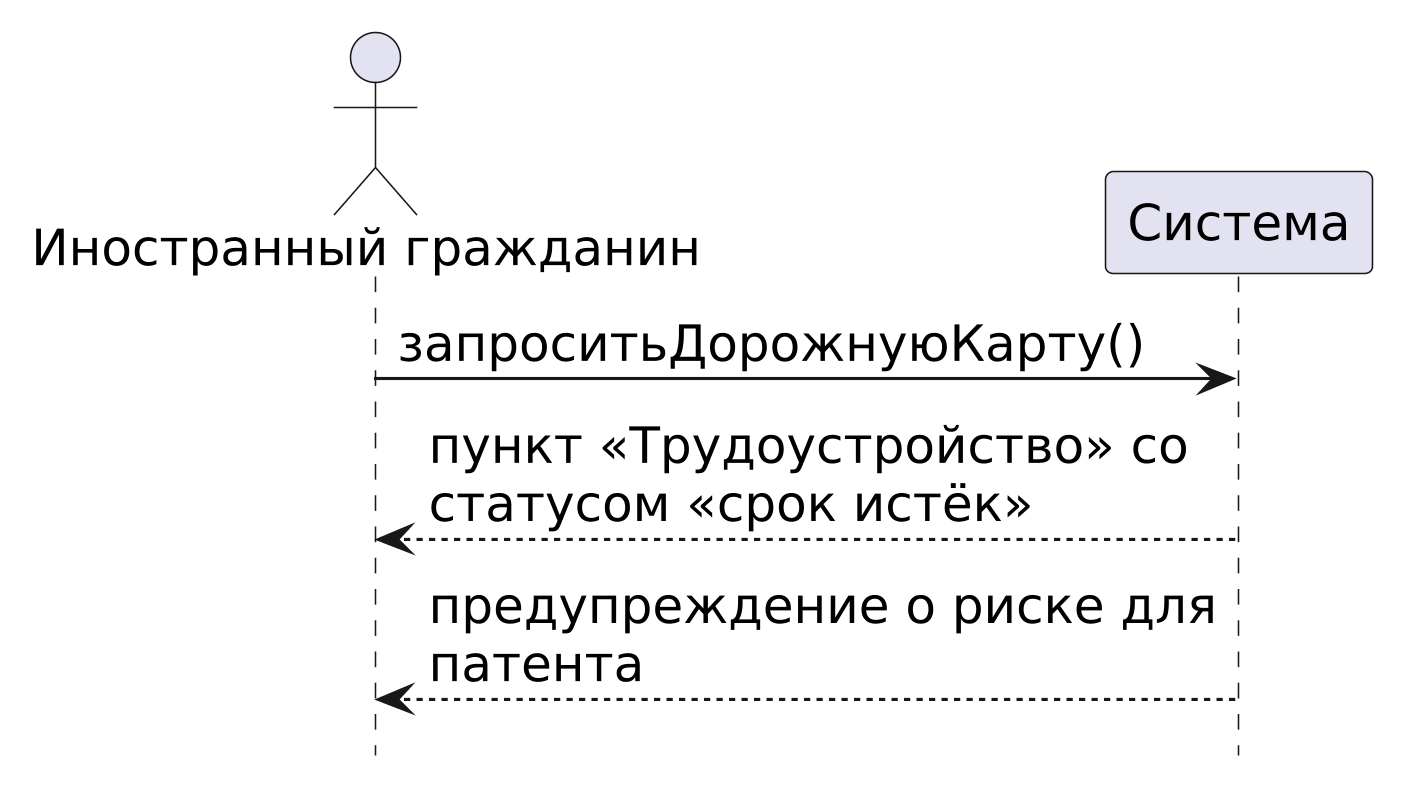 Иностранный гражданин
Система
запроситьДорожнуюКарту()
пункт «Трудоустройство» со
статусом «срок истёк»
предупреждение о риске для
патента